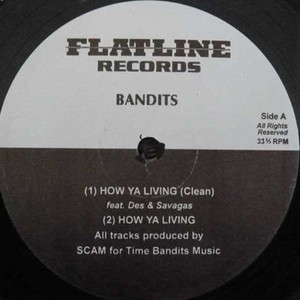 FLATLINE
RECORDS
BANDITS
Side A
All Rights
Reserved
33⅓ RPM
(1) HOW YA LIVING (Clean)
feat. Des & Savagas
(2) HOW YA LIVING
All tracks produced by
SCAM for Time Bandits Music